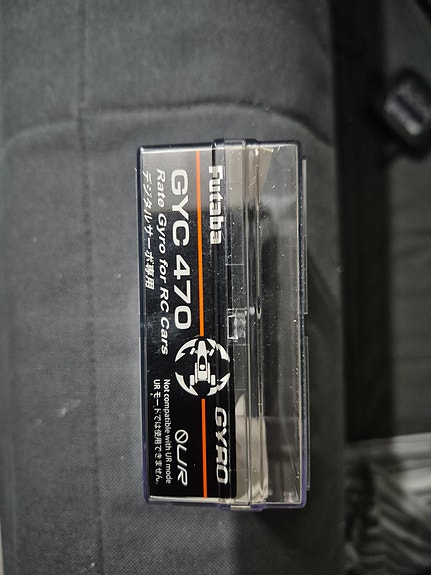 Futaba
GYRO
GYC 470
Rate Gyro for RC Cars
デジタルサーボ専用
UR
Not compatible with UR mode
URモードでは使用できません。